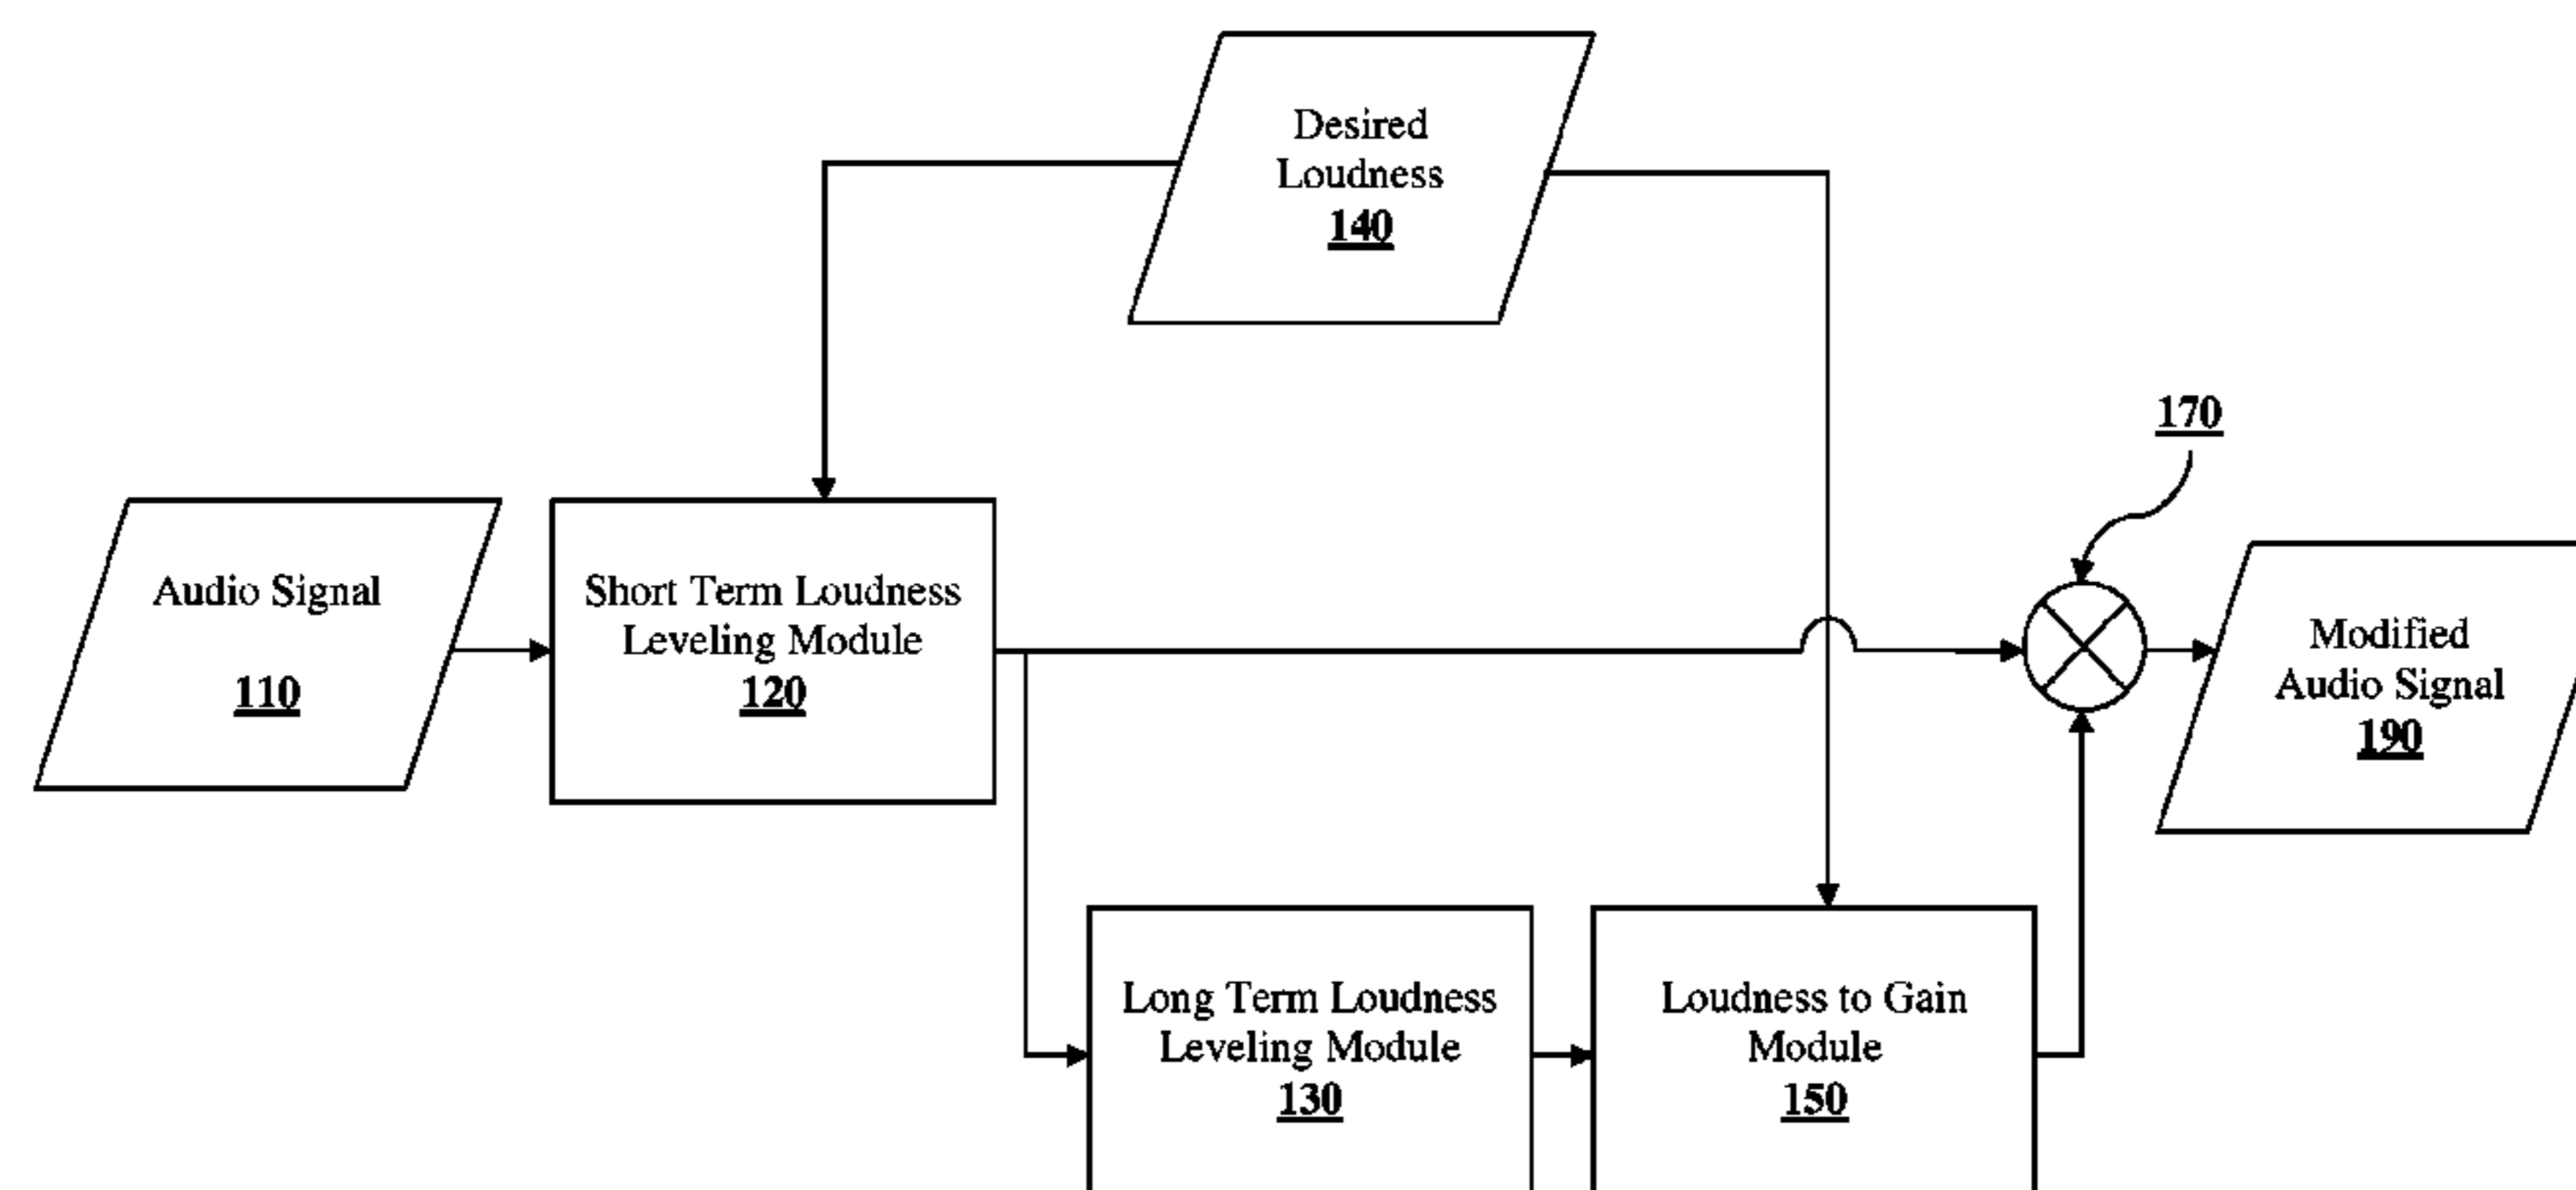 Desired
Loudness
140
170
Audio Signal
110
Short Term Loudness
Leveling Module
120
Modified
Audio Signal
190
Long Term Loudness
Leveling Module
130
Loudness to Gain
Module
150